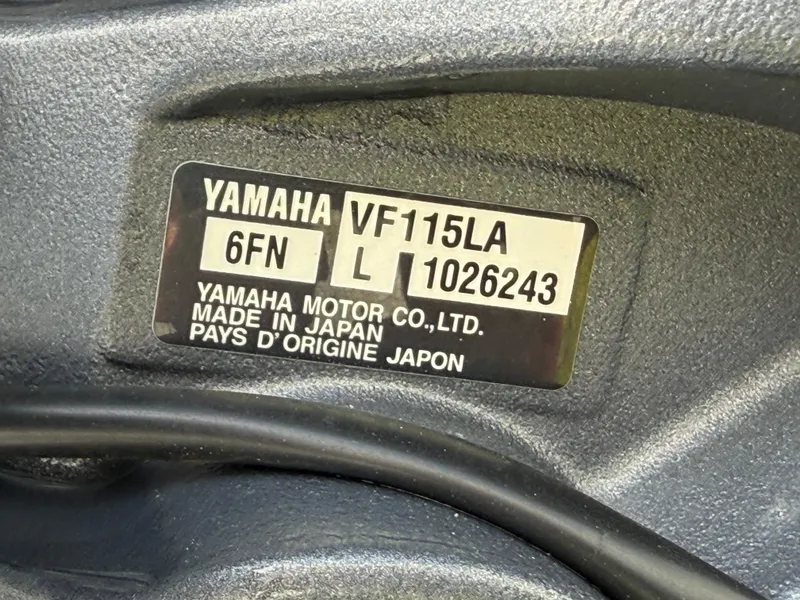 YAMAHA VF115LA
6FN L 1026243
YAMAHA MOTOR CO.,LTD.
MADE IN JAPAN
PAYS D'ORIGINE JAPON